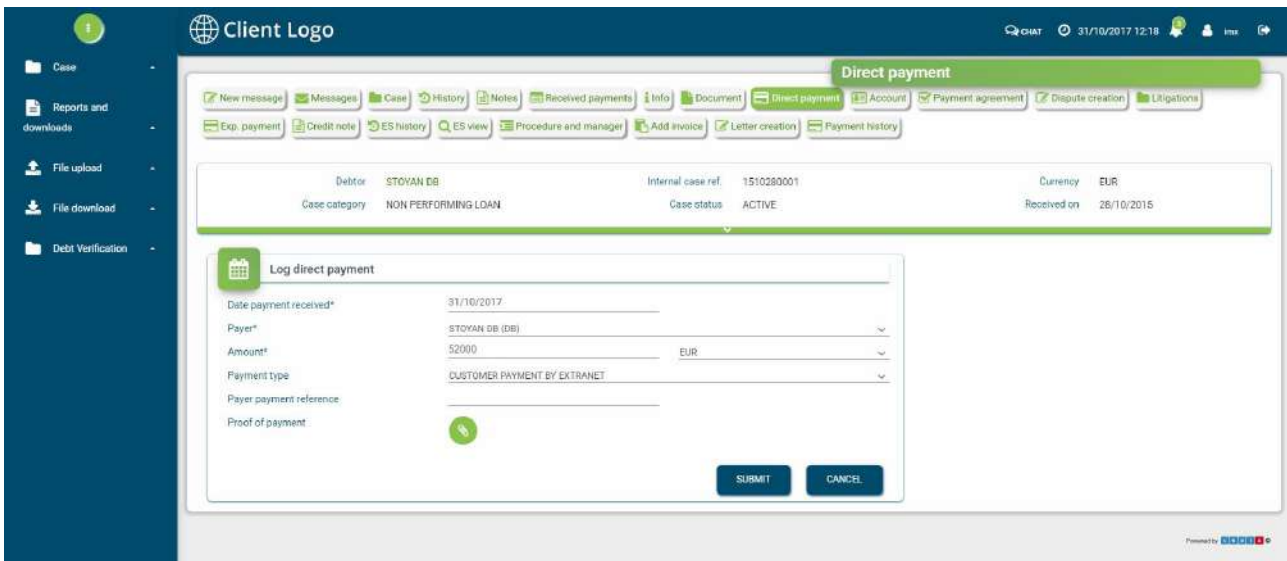 Client Logo
CHAT 31/10/2017 12:18 imx
Case
Reports and
downloads
File upload
File download
Debt Verification
Direct payment
New message Messages Case History Notes Received payments Info Document Direct payment Account Payment agreement Dispute creation Litigations
Exp. payment Credit note ES history ES view Procedure and manager Add invoice Letter creation Payment history
Debtor STOYAN DB Internal case ref. 1510280001 Currency EUR
Case category NON PERFORMING LOAN Case status ACTIVE Received on 28/10/2015
Log direct payment
Date payment received* 31/10/2017
Payer* STOYAN DB (DB)
Amount* 52000 EUR
Payment type CUSTOMER PAYMENT BY EXTRANET
Payer payment reference
Proof of payment
SUBMIT CANCEL
Powered by